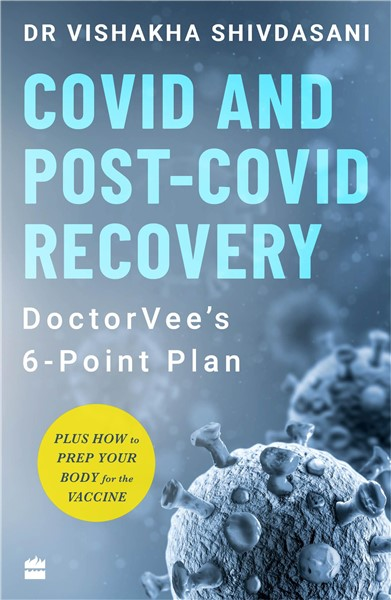 DR VISHAKHA SHIVDASANI
COVID AND
POST-COVID
RECOVERY
DoctorVee’s
6-Point Plan
PLUS HOW to
PREP YOUR
BODY for the
VACCINE